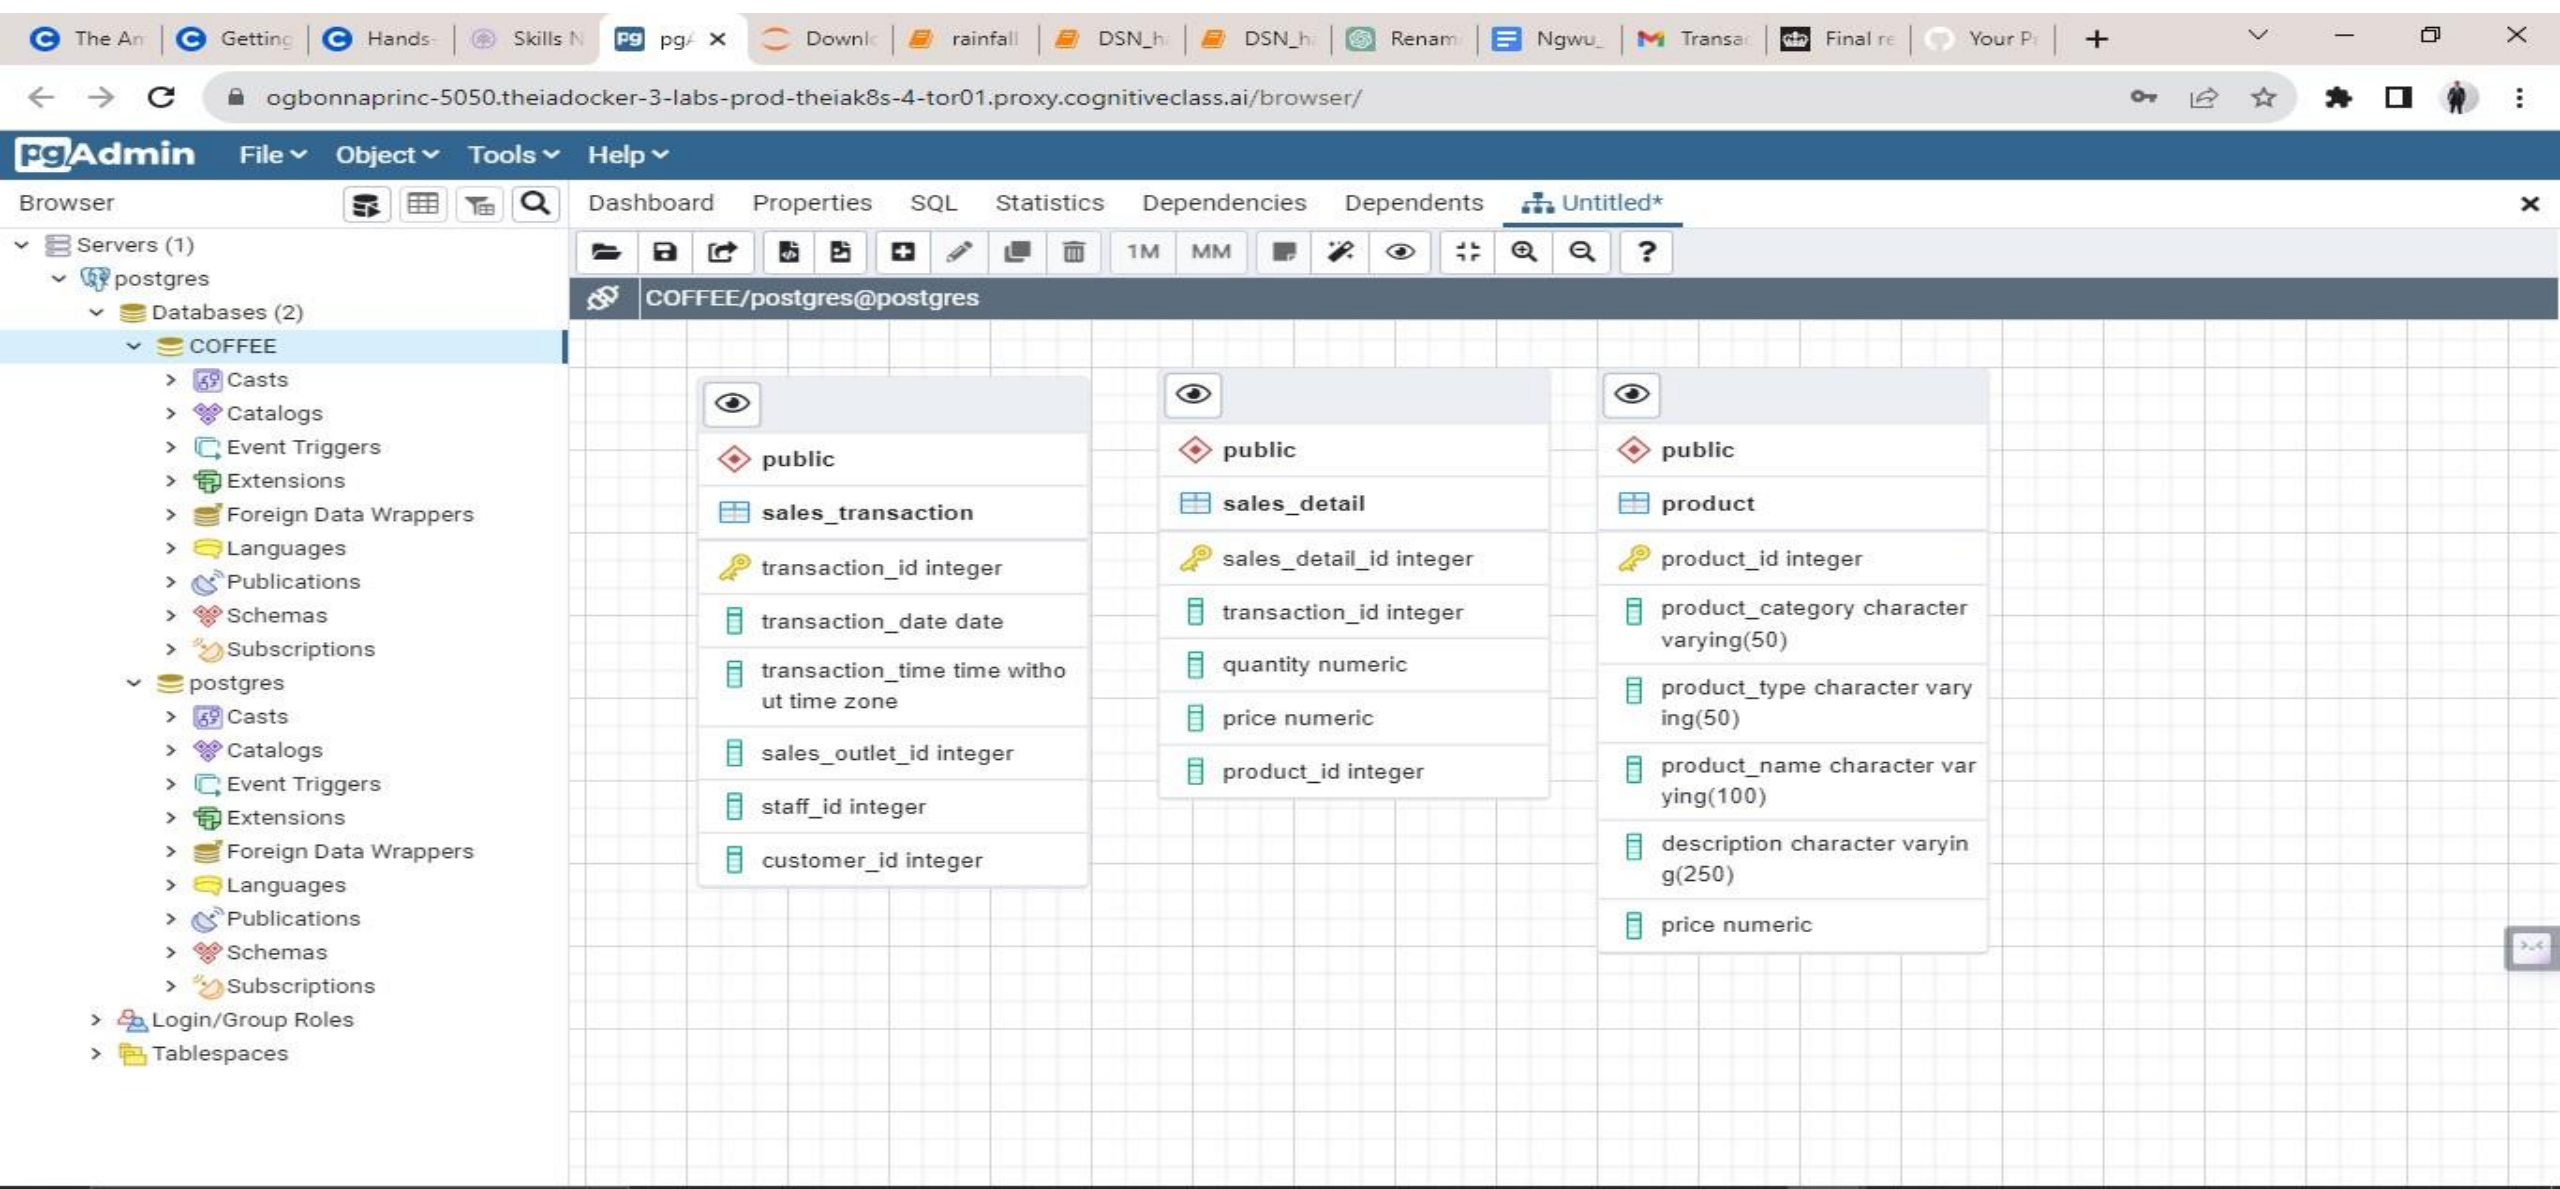 The An Getting Hands- Skills N pgA Downlo rainfall DSN_h DSN_h Renam Ngwu_ Transac Final re Your P
ogbonnaprinc-5050.theiadocker-3-labs-prod-theiak8s-4-tor01.proxy.cognitiveclass.ai/browser/
pgAdmin File Object Tools Help
Browser
Dashboard Properties SQL Statistics Dependencies Dependents Untitled*
1M MM ?
COFFEE/postgres@postgres
Servers (1)
postgres
Databases (2)
COFFEE
Casts
Catalogs
Event Triggers
Extensions
Foreign Data Wrappers
Languages
Publications
Schemas
Subscriptions
postgres
Casts
Catalogs
Event Triggers
Extensions
Foreign Data Wrappers
Languages
Publications
Schemas
Subscriptions
Login/Group Roles
Tablespaces
public
sales_transaction
transaction_id integer
transaction_date date
transaction_time time witho
ut time zone
sales_outlet_id integer
staff_id integer
customer_id integer
public
sales_detail
sales_detail_id integer
transaction_id integer
quantity numeric
price numeric
product_id integer
public
product
product_id integer
product_category character
varying(50)
product_type character vary
ing(50)
product_name character var
ying(100)
description character varyin
g(250)
price numeric